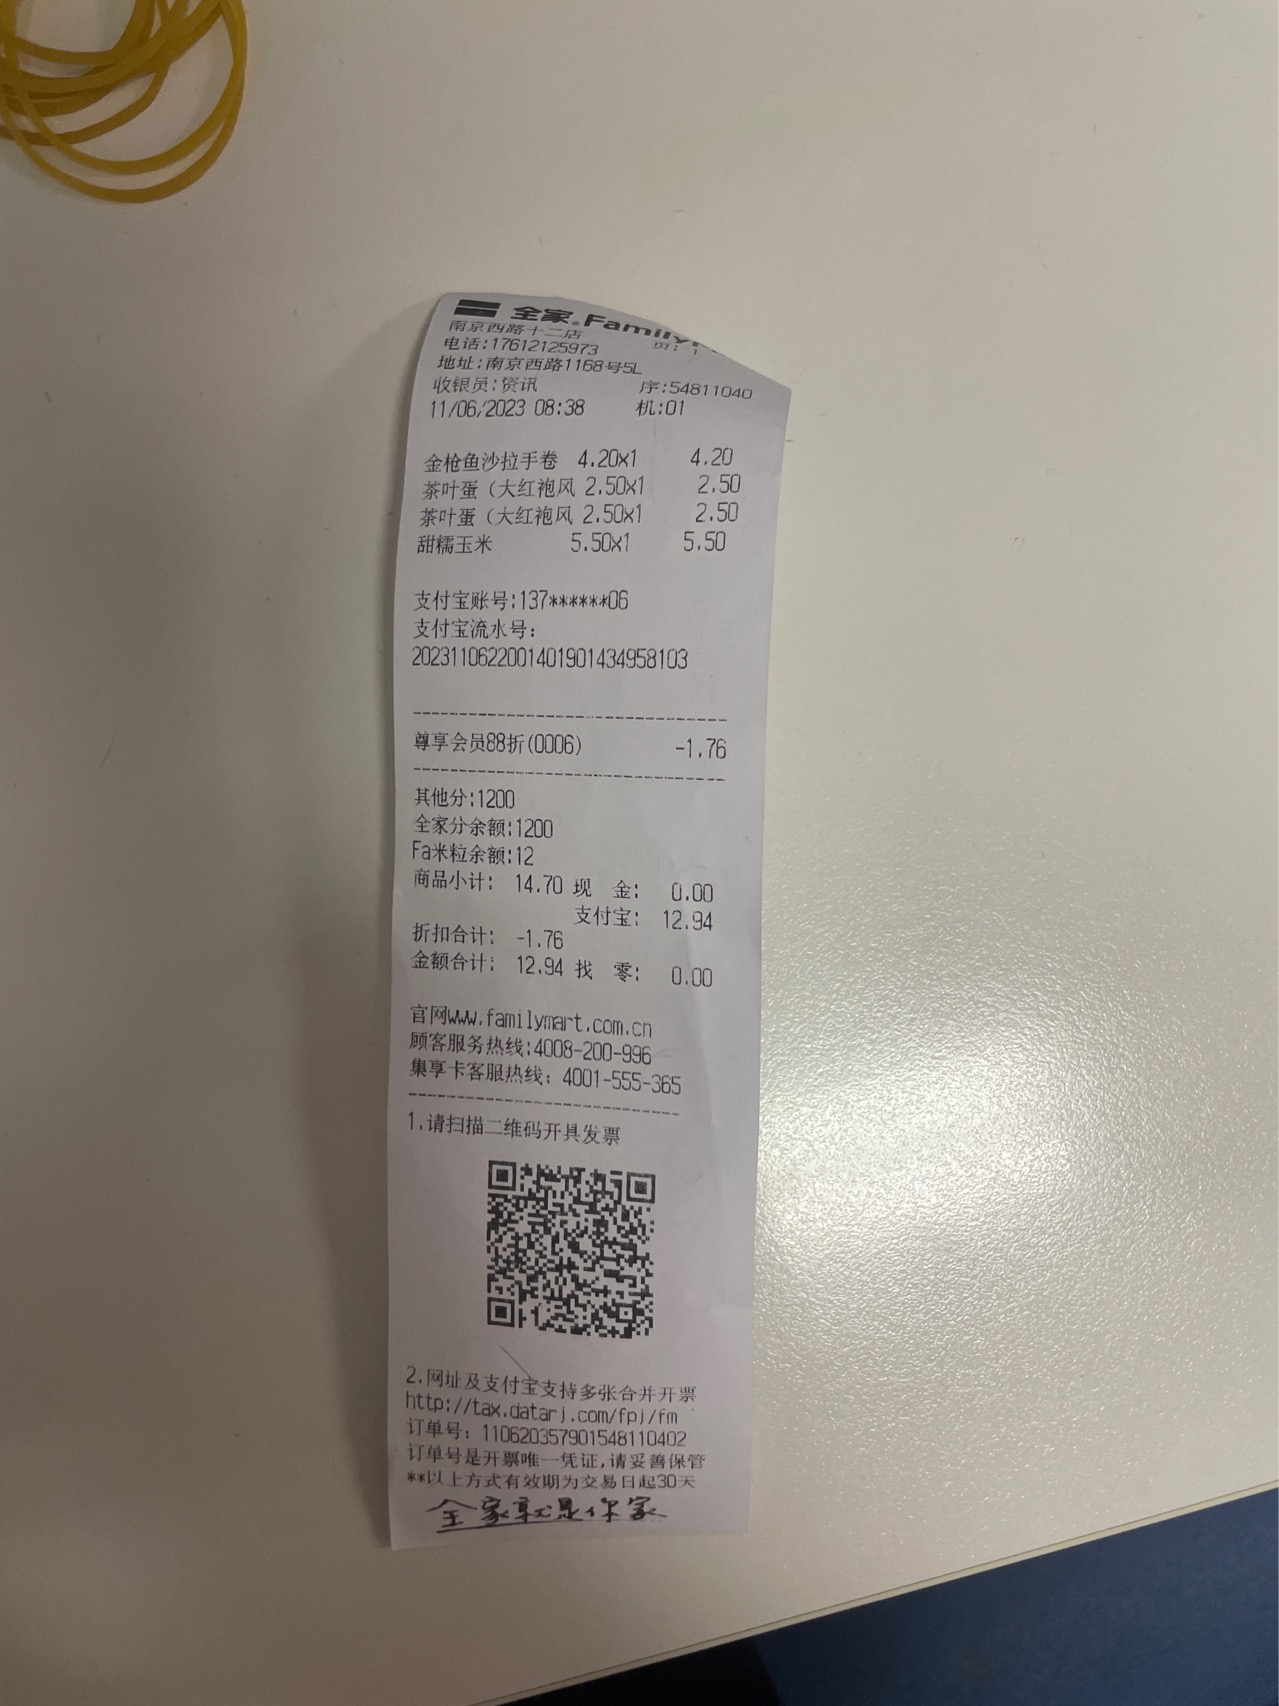 全家 Family
南京西路十二店 页: 1
电话:17612125973
地址:南京西路1168号5L
收银员:资讯 序:54811040
11/06/2023 08:38 机:01
金枪鱼沙拉手卷 4.20x1 4.20
茶叶蛋（大红袍风 2.50x1 2.50
茶叶蛋（大红袍风 2.50x1 2.50
甜糯玉米 5.50x1 5.50
支付宝账号:137******06
支付宝流水号:
2023110622001401901434958103
尊享会员88折(0006) -1.76
其他分:1200
全家分余额:1200
Fa米粒余额:12
商品小计: 14.70 现 金: 0.00
支付宝: 12.94
折扣合计: -1.76
金额合计: 12.94 找 零: 0.00
官网www.familymart.com.cn
顾客服务热线:4008-200-996
集享卡客服热线: 4001-555-365
1.请扫描二维码开具发票
2.网址及支付宝支持多张合并开票
http://tax.datarj.com/fpj/fm
订单号: 110620357901548110402
订单号是开票唯一凭证,请妥善保管
**以上方式有效期为交易日起30天
全家就是你家